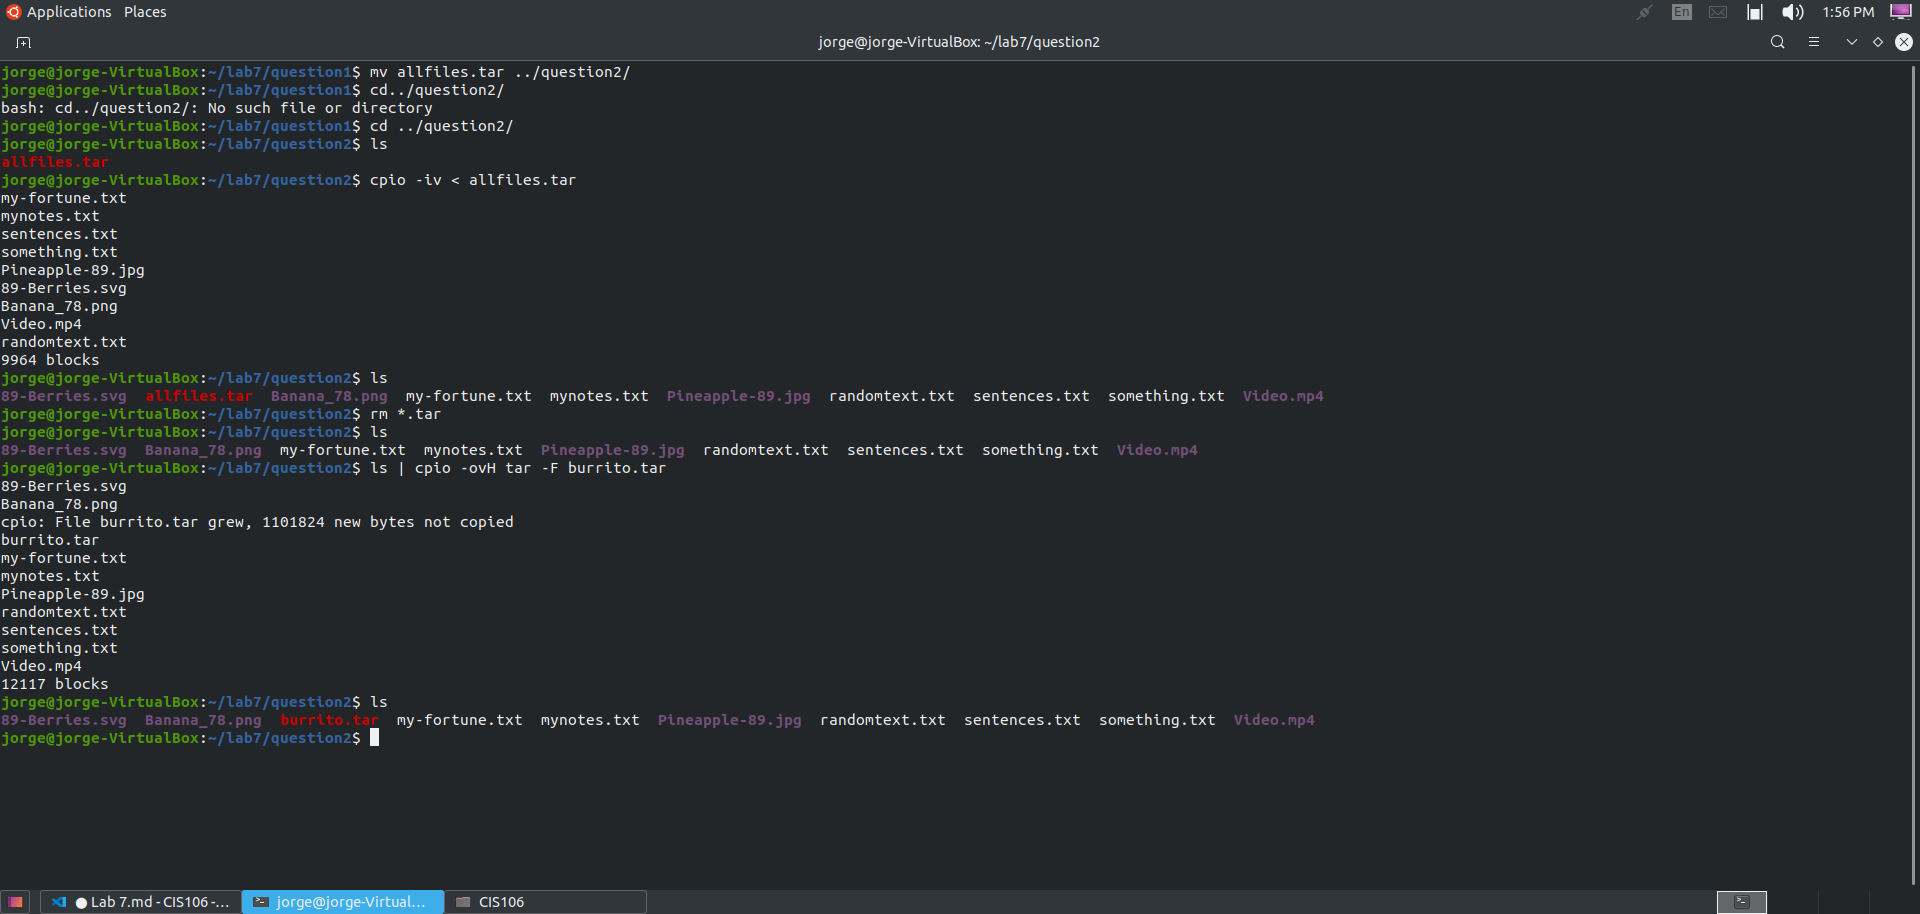 Applications Places
En 1:56 PM
jorge@jorge-VirtualBox: ~/lab7/question2
jorge@jorge-VirtualBox:~/lab7/question1$ mv allfiles.tar ../question2/
jorge@jorge-VirtualBox:~/lab7/question1$ cd../question2/
bash: cd../question2/: No such file or directory
jorge@jorge-VirtualBox:~/lab7/question1$ cd ../question2/
jorge@jorge-VirtualBox:~/lab7/question2$ ls
allfiles.tar
jorge@jorge-VirtualBox:~/lab7/question2$ cpio -iv < allfiles.tar
my-fortune.txt
mynotes.txt
sentences.txt
something.txt
Pineapple-89.jpg
89-Berries.svg
Banana_78.png
Video.mp4
randomtext.txt
9964 blocks
jorge@jorge-VirtualBox:~/lab7/question2$ ls
89-Berries.svg  allfiles.tar  Banana_78.png  my-fortune.txt  mynotes.txt  Pineapple-89.jpg  randomtext.txt  sentences.txt  something.txt  Video.mp4
jorge@jorge-VirtualBox:~/lab7/question2$ rm *.tar
jorge@jorge-VirtualBox:~/lab7/question2$ ls
89-Berries.svg  Banana_78.png  my-fortune.txt  mynotes.txt  Pineapple-89.jpg  randomtext.txt  sentences.txt  something.txt  Video.mp4
jorge@jorge-VirtualBox:~/lab7/question2$ ls | cpio -ovH tar -F burrito.tar
89-Berries.svg
Banana_78.png
cpio: File burrito.tar grew, 1101824 new bytes not copied
burrito.tar
my-fortune.txt
mynotes.txt
Pineapple-89.jpg
randomtext.txt
sentences.txt
something.txt
Video.mp4
12117 blocks
jorge@jorge-VirtualBox:~/lab7/question2$ ls
89-Berries.svg  Banana_78.png  burrito.tar  my-fortune.txt  mynotes.txt  Pineapple-89.jpg  randomtext.txt  sentences.txt  something.txt  Video.mp4
jorge@jorge-VirtualBox:~/lab7/question2$
● Lab 7.md - CIS106 -... jorge@jorge-Virtual... CIS106